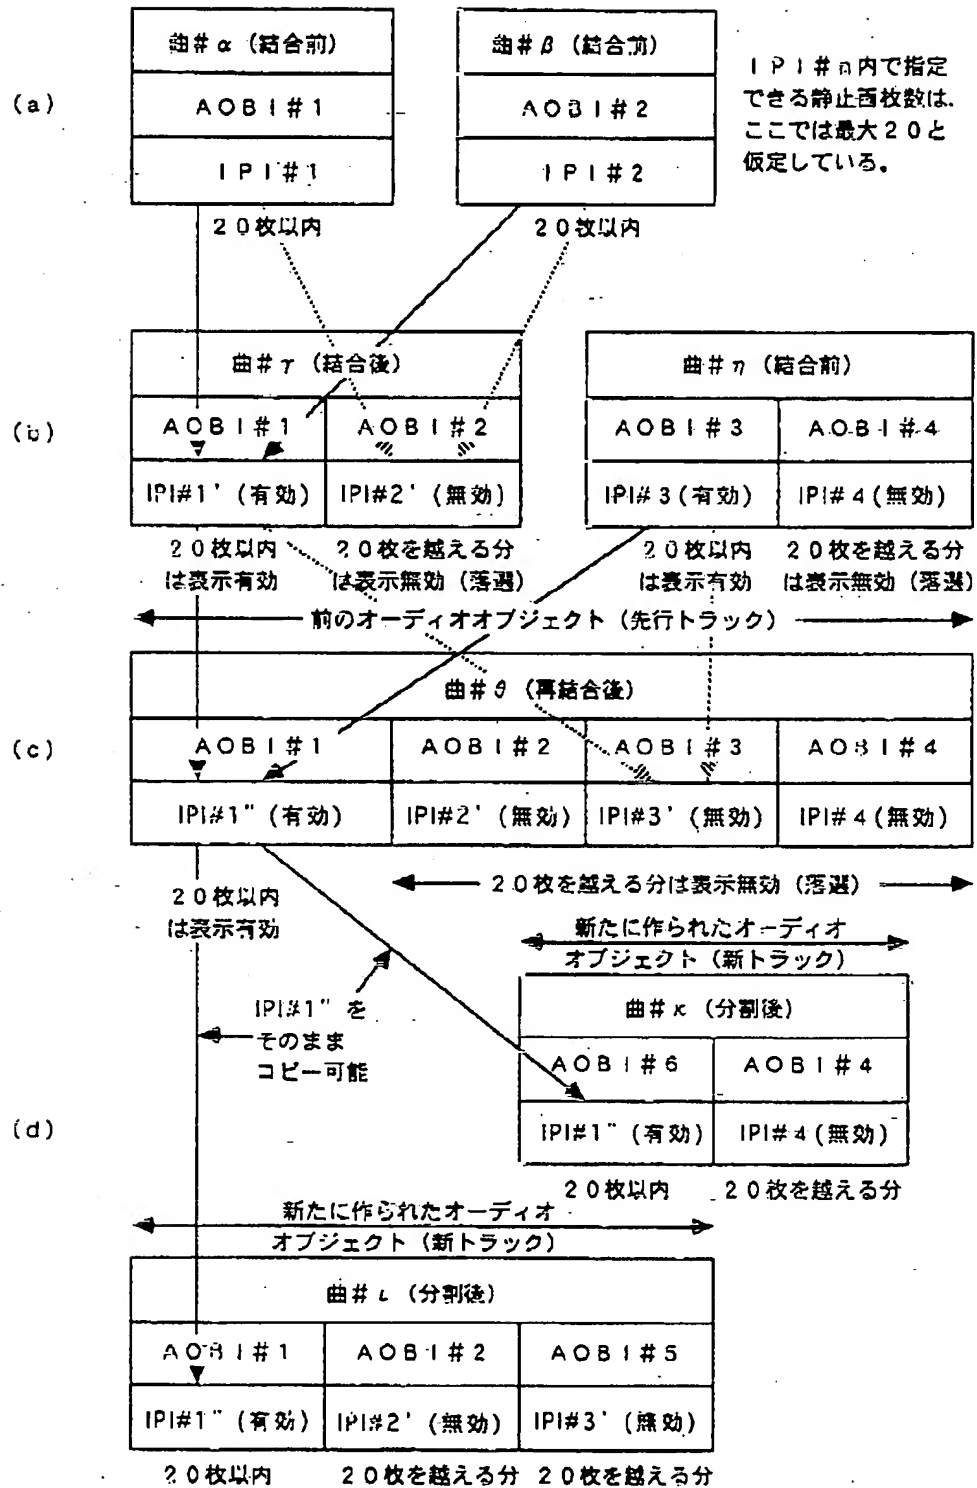 (a)
曲#α (結合前)
AOBI#1
IPI#1
20枚以内
曲#β (結合前)
AOBI#2
IPI#2
20枚以内
IPI#n内で指定
できる静止画枚数は、
ここでは最大20と
仮定している。
(b)
曲#γ (結合後)
AOBI#1
AOBI#2
IPI#1' (有効)
IPI#2' (無効)
20枚以内
は表示有効
20枚を越える分
は表示無効 (落選)
曲#η (結合前)
AOBI#3
AOBI#4
IPI#3 (有効)
IPI#4 (無効)
20枚以内
は表示有効
20枚を越える分
は表示無効 (落選)
前のオーディオオブジェクト (先行トラック)
(c)
曲#θ (再結合後)
AOBI#1
AOBI#2
AOBI#3
AOBI#4
IPI#1" (有効)
IPI#2' (無効)
IPI#3' (無効)
IPI#4 (無効)
20枚以内
は表示有効
20枚を越える分は表示無効 (落選)
IPI#1" を
そのまま
コピー可能
(d)
新たに作られたオーディオ
オブジェクト (新トラック)
曲#κ (分割後)
AOBI#6
AOBI#4
IPI#1" (有効)
IPI#4 (無効)
20枚以内
20枚を越える分
新たに作られたオーディオ
オブジェクト (新トラック)
曲#ι (分割後)
AOBI#1
AOBI#2
AOBI#5
IPI#1" (有効)
IPI#2' (無効)
IPI#3' (無効)
20枚以内
20枚を越える分
20枚を越える分